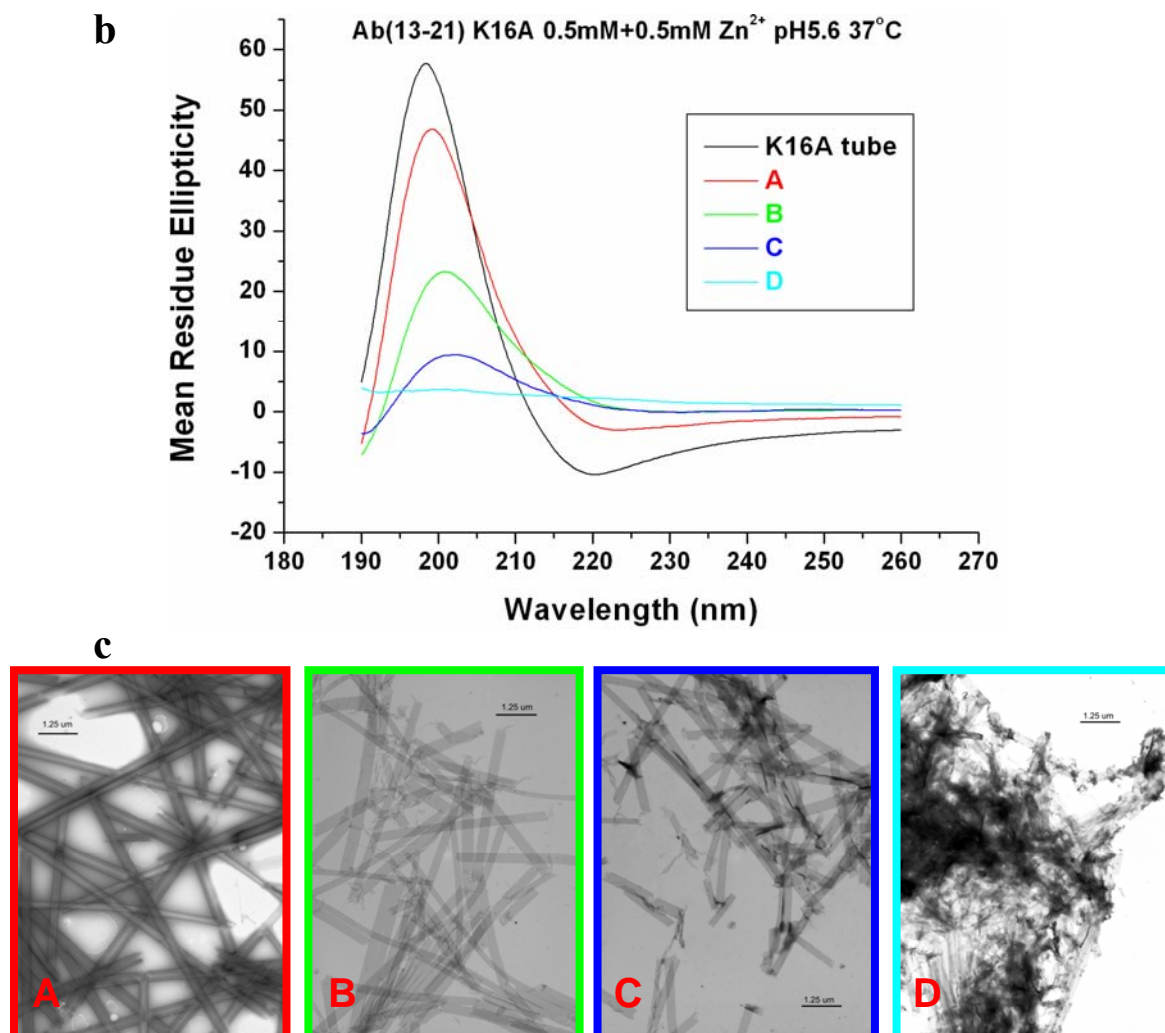 b
Ab(13-21) K16A 0.5mM+0.5mM Zn²⁺ pH5.6 37°C
60
50
40
30
20
10
0
-10
-20
Mean Residue Ellipticity
K16A tube
A
B
C
D
180 190 200 210 220 230 240 250 260 270
Wavelength (nm)
c
1.25 um
A
1.25 um
B
1.25 um
C
1.25 um
D